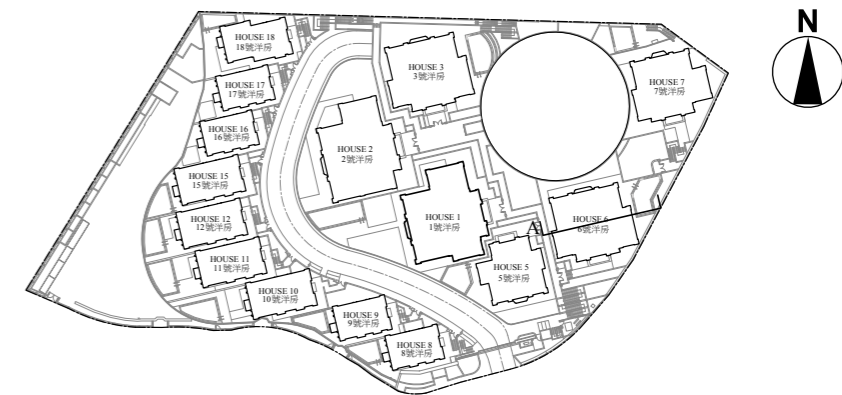 N
HOUSE 18
18號洋房
HOUSE 3
3號洋房
HOUSE 7
7號洋房
HOUSE 17
17號洋房
HOUSE 16
16號洋房
HOUSE 2
2號洋房
HOUSE 15
15號洋房
HOUSE 12
12號洋房
HOUSE 1
1號洋房
HOUSE 6
6號洋房
A
HOUSE 11
11號洋房
HOUSE 5
5號洋房
HOUSE 10
10號洋房
HOUSE 9
9號洋房
HOUSE 8
8號洋房